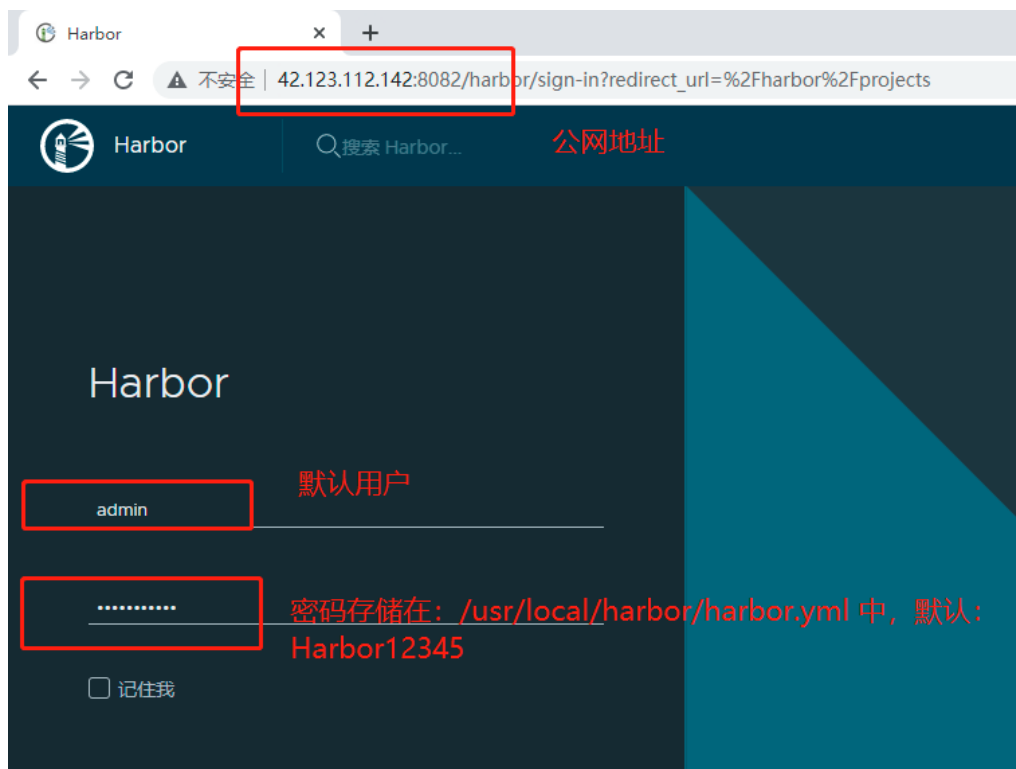 Harbor
不安全 42.123.112.142:8082/harbor/sign-in?redirect_url=%2Fharbor%2Fprojects
Harbor 搜索 Harbor... 公网地址
Harbor
默认用户
admin
密码存储在：/usr/local/harbor/harbor.yml 中，默认：
Harbor12345
记住我